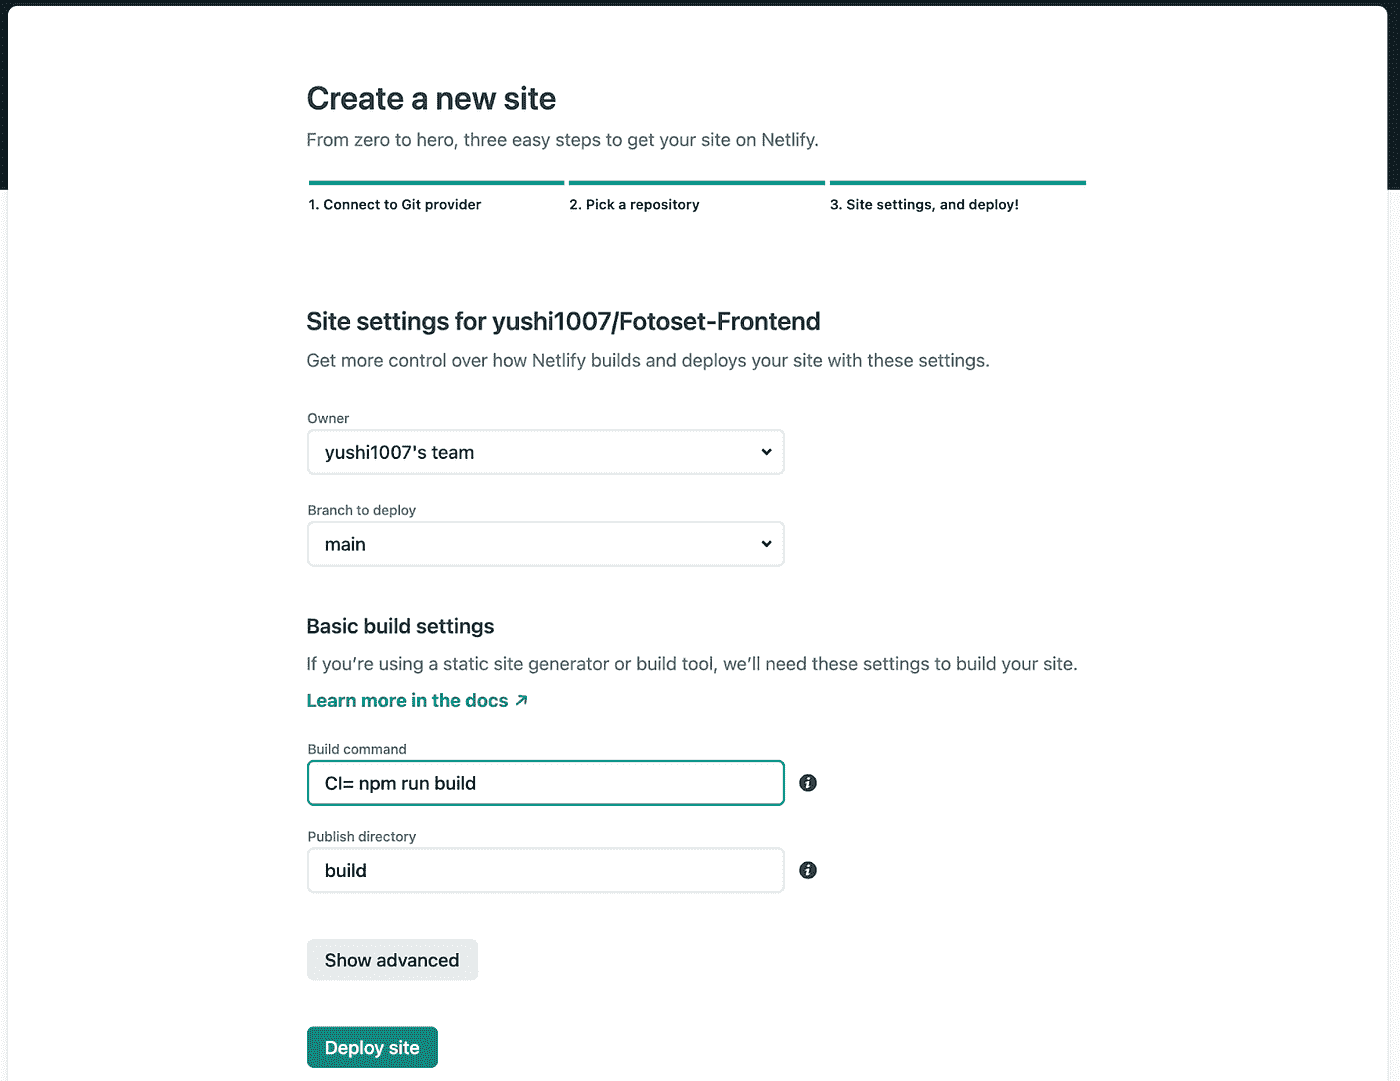 Create a new site
From zero to hero, three easy steps to get your site on Netlify.
1. Connect to Git provider
2. Pick a repository
3. Site settings, and deploy!
Site settings for yushi1007/Fotoset-Frontend
Get more control over how Netlify builds and deploys your site with these settings.
Owner
yushi1007's team
Branch to deploy
main
Basic build settings
If you’re using a static site generator or build tool, we’ll need these settings to build your site.
Learn more in the docs ↗
Build command
CI= npm run build
Publish directory
build
Show advanced
Deploy site